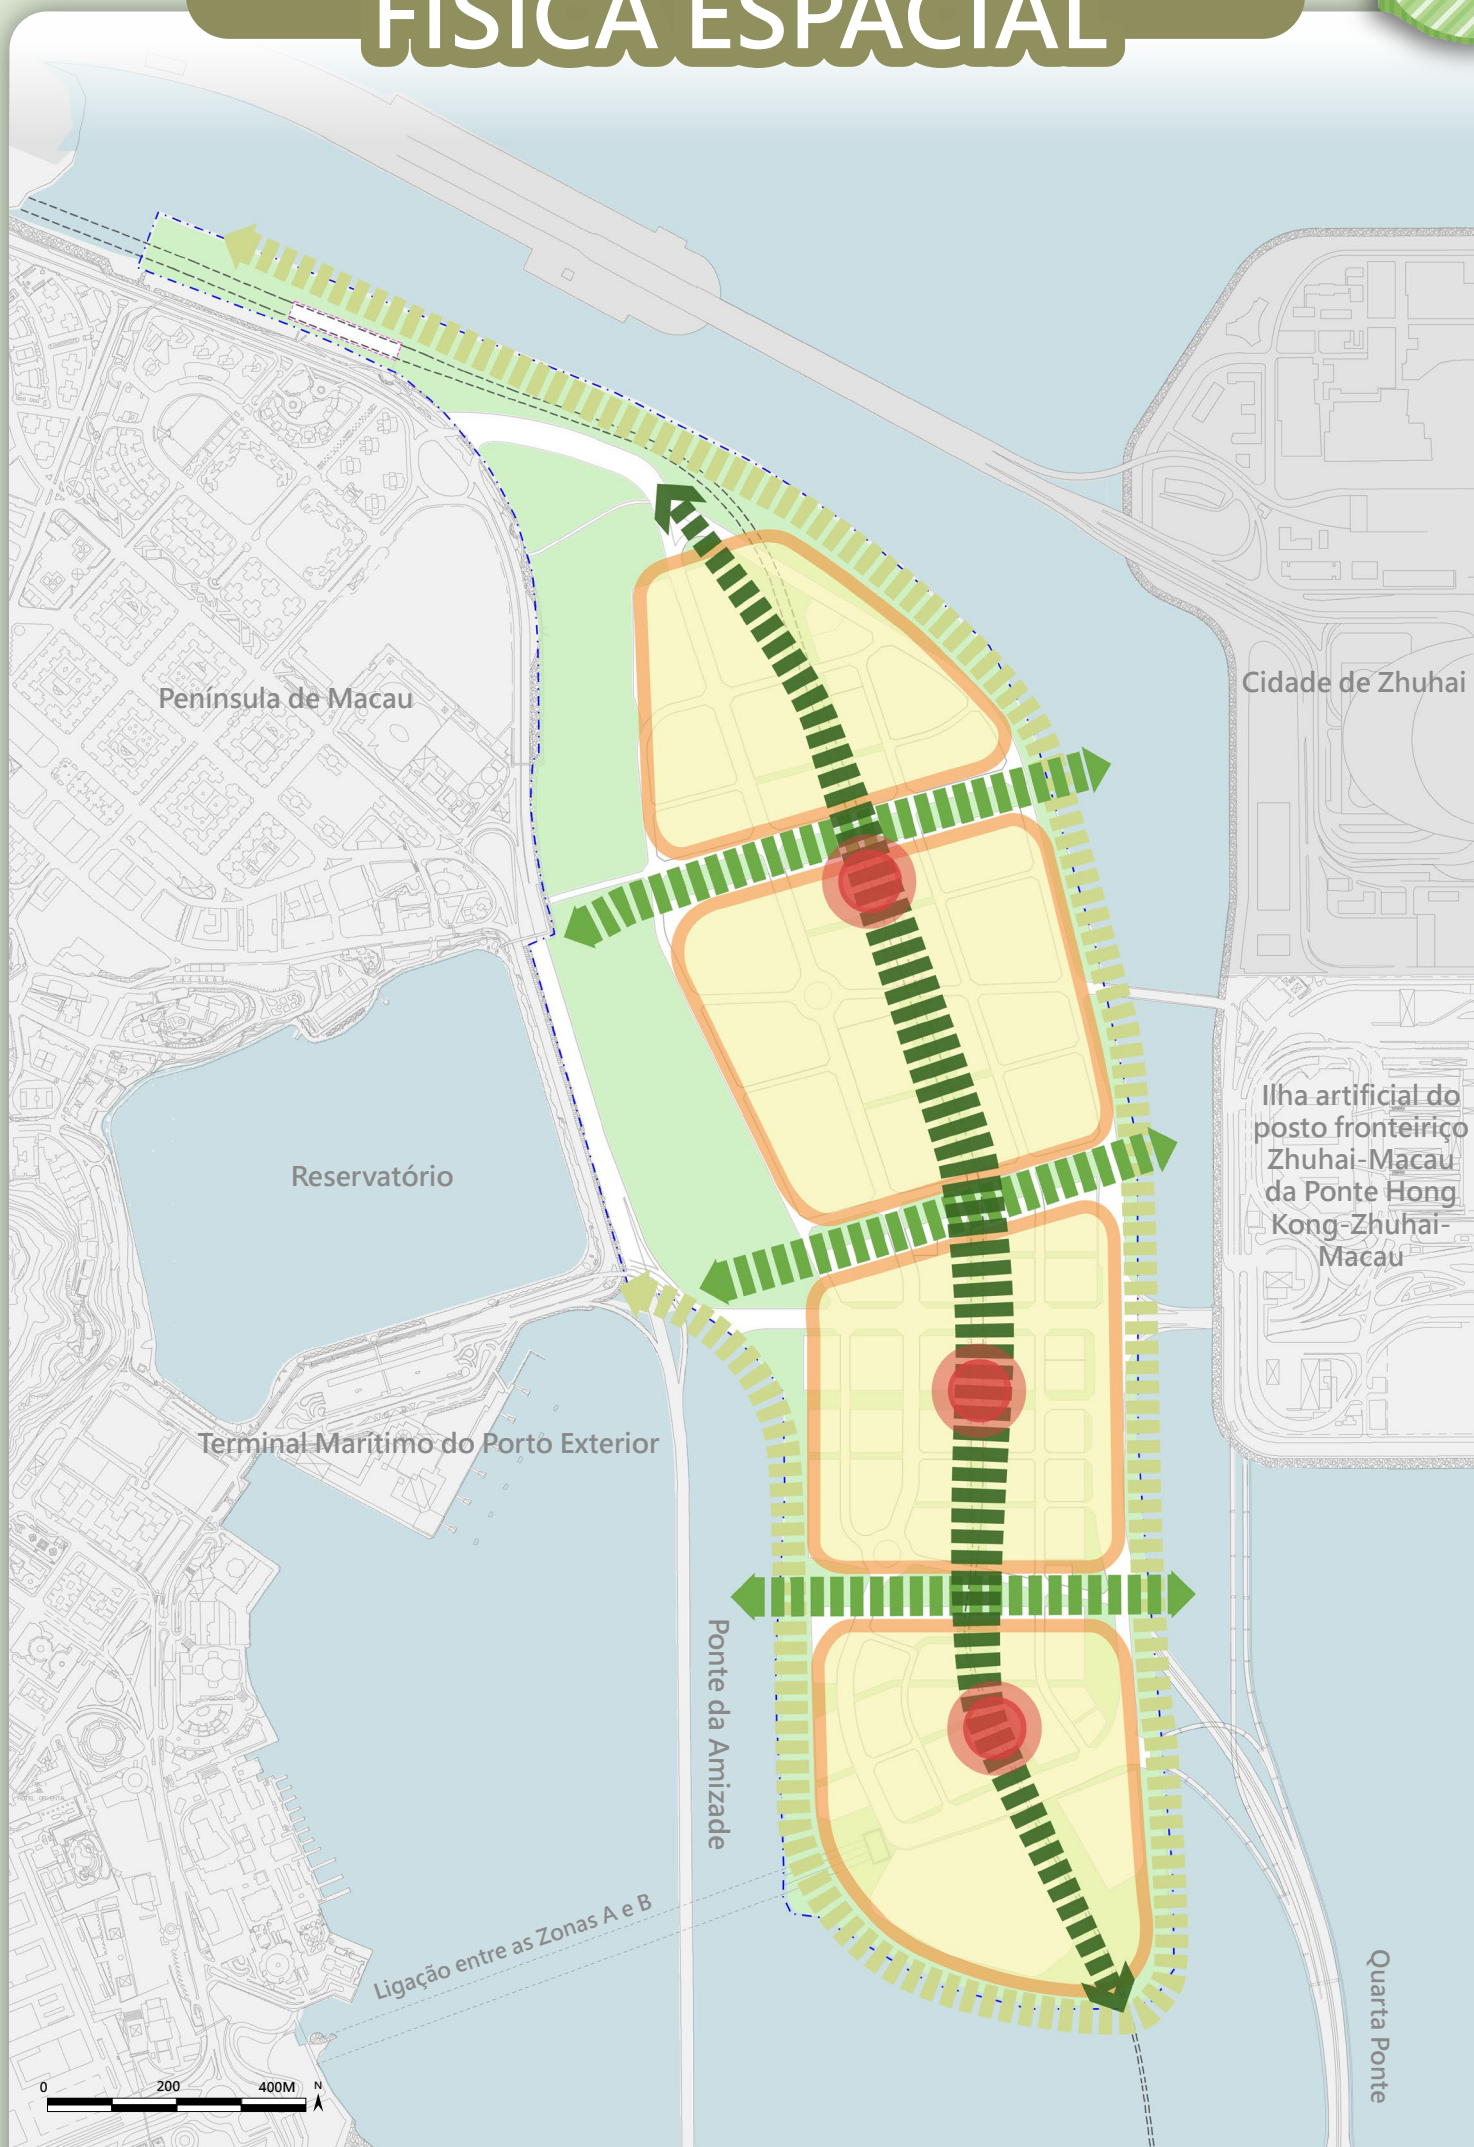 FÍSICA ESPACIAL
Península de Macau
Cidade de Zhuhai
Ilha artificial do
posto fronteiriço
Zhuhai-Macau
da Ponte Hong
Kong-Zhuhai-
Macau
Reservatório
Terminal Marítimo do Porto Exterior
Ponte da Amizade
Ligação entre as Zonas A e B
Quarta Ponte
0 200 400M N